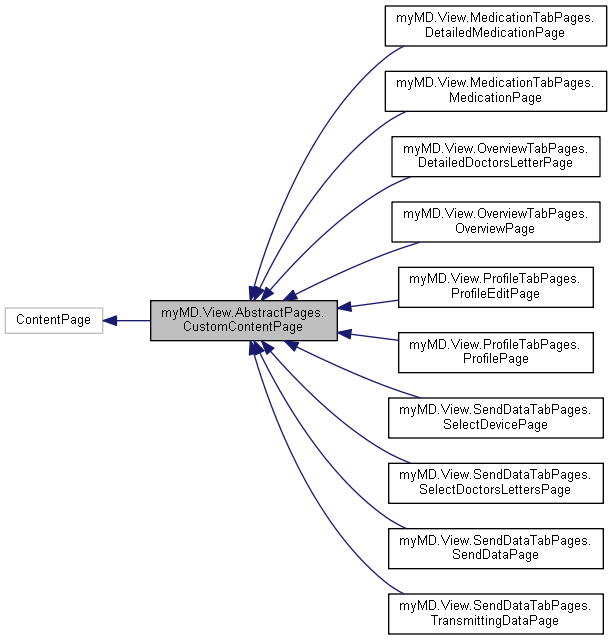 myMD.View.MedicationTabPages.
DetailedMedicationPage
myMD.View.MedicationTabPages.
MedicationPage
myMD.View.OverviewTabPages.
DetailedDoctorsLetterPage
myMD.View.OverviewTabPages.
OverviewPage
myMD.View.ProfileTabPages.
ProfileEditPage
ContentPage
myMD.View.AbstractPages.
CustomContentPage
myMD.View.ProfileTabPages.
ProfilePage
myMD.View.SendDataTabPages.
SelectDevicePage
myMD.View.SendDataTabPages.
SelectDoctorsLettersPage
myMD.View.SendDataTabPages.
SendDataPage
myMD.View.SendDataTabPages.
TransmittingDataPage